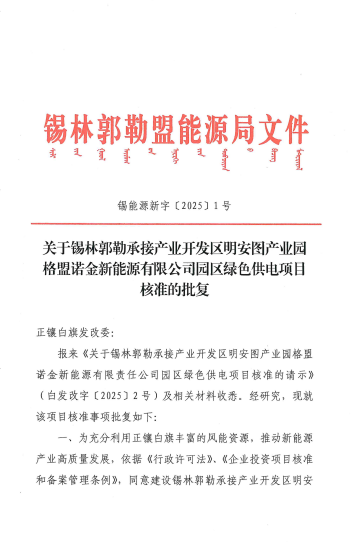 锡林郭勒盟能源局文件
锡能源新字〔2025〕1号
关于锡林郭勒承接产业开发区明安图产业园
格盟诺金新能源有限公司园区绿色供电项目
核准的批复
正镶白旗发改委：
报来《关于锡林郭勒承接产业开发区明安图产业园格盟
诺金新能源有限责任公司园区绿色供电项目核准的请示》
（白发改字〔2025〕2号）及相关材料收悉。经研究，现就
该项目核准事项批复如下：
一、为充分利用正镶白旗丰富的风能资源，推动新能源
产业高质量发展，依据《行政许可法》、《企业投资项目核准
和备案管理条例》，同意建设锡林郭勒承接产业开发区明安